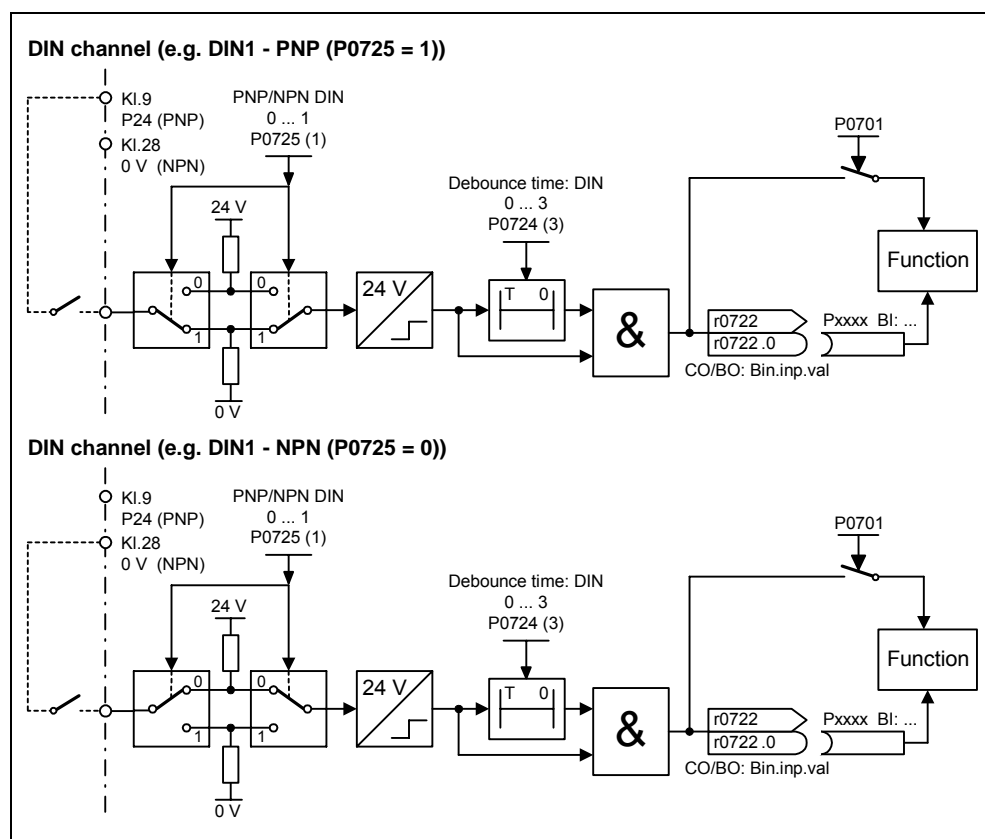 DIN channel (e.g. DIN1 - PNP (P0725 = 1))
Kl.9
P24 (PNP)
Kl.28
0 V (NPN)
PNP/NPN DIN
0 ... 1
P0725 (1)
24 V
0
1
0
1
0 V
24 V
Debounce time: DIN
0 ... 3
P0724 (3)
T 0
&
P0701
Function
r0722
r0722 .0
CO/BO: Bin.inp.val
Pxxxx BI: ...
DIN channel (e.g. DIN1 - NPN (P0725 = 0))
Kl.9
P24 (PNP)
Kl.28
0 V (NPN)
PNP/NPN DIN
0 ... 1
P0725 (1)
24 V
0
1
0
1
0 V
24 V
Debounce time: DIN
0 ... 3
P0724 (3)
T 0
&
P0701
Function
r0722
r0722 .0
CO/BO: Bin.inp.val
Pxxxx BI: ...